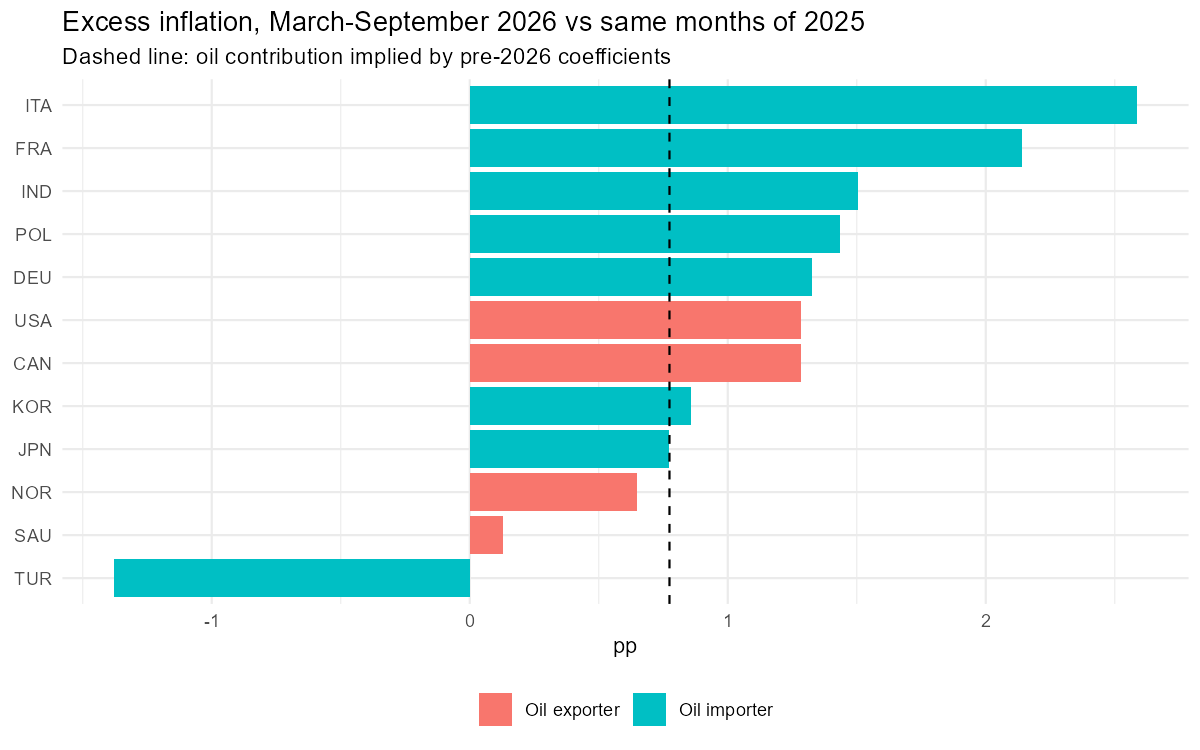 Excess inflation, March-September 2026 vs same months of 2025
Dashed line: oil contribution implied by pre-2026 coefficients
ITA
FRA
IND
POL
DEU
USA
CAN
KOR
JPN
NOR
SAU
TUR
-1 0 1 2
pp
Oil exporter Oil importer